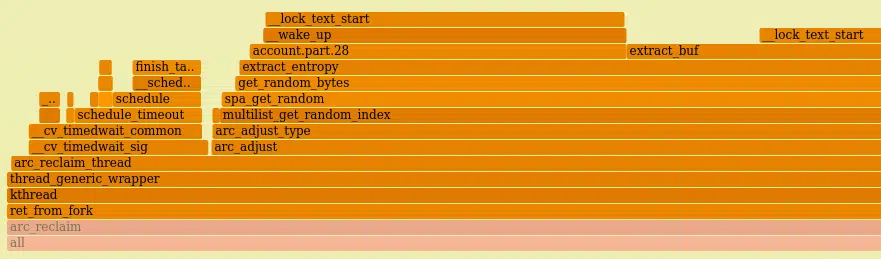 __lock_text_start
__wake_up __lock_text_start
account.part.28 extract_buf
finish_ta.. extract_entropy
__sched.. get_random_bytes
_.. schedule spa_get_random
schedule_timeout multilist_get_random_index
__cv_timedwait_common arc_adjust_type
__cv_timedwait_sig arc_adjust
arc_reclaim_thread
thread_generic_wrapper
kthread
ret_from_fork
arc_reclaim
all